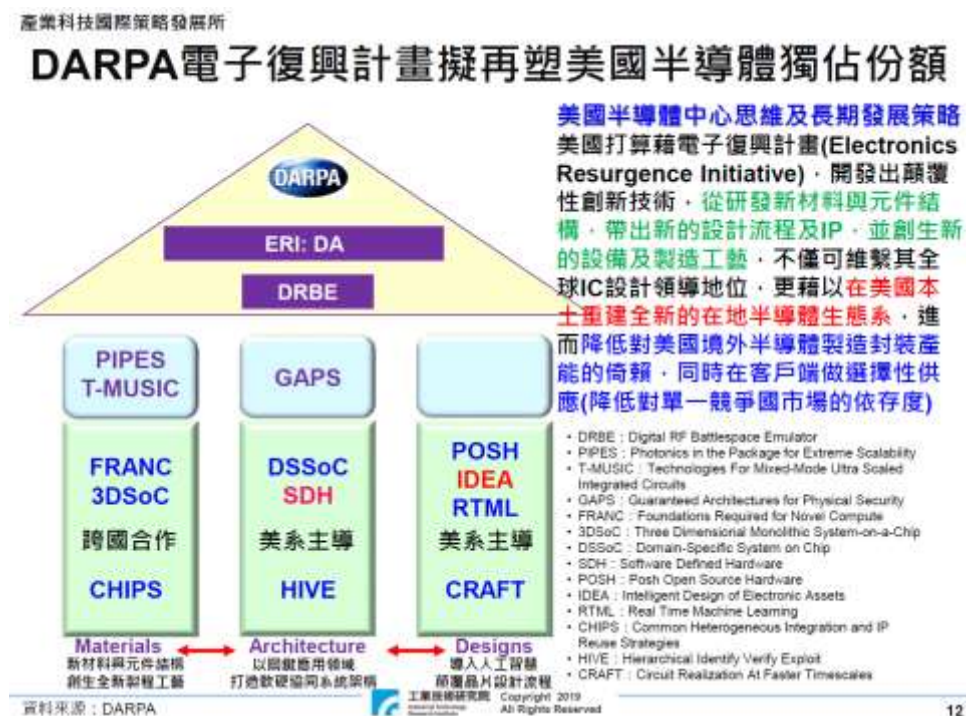 產業科技國際策略發展所
DARPA電子復興計畫擬再塑美國半導體獨佔份額
DARPA
ERI: DA
DRBE
PIPES
T-MUSIC
GAPS
FRANC
3DSoC
跨國合作
CHIPS
DSSoC
SDH
美系主導
HIVE
POSH
IDEA
RTML
美系主導
CRAFT
Materials
新材料與元件結構
創生全新製程工藝
Architecture
以關鍵應用領域
打造軟硬協同系統架構
Designs
導入人工智慧
顛覆晶片設計流程
美國半導體中心思維及長期發展策略
美國打算藉電子復興計畫(Electronics
Resurgence Initiative)，開發出顛覆
性創新技術，從研發新材料與元件結
構，帶出新的設計流程及IP，並創生新
的設備及製造工藝，不僅可維繫其全
球IC設計領導地位，更藉以在美國本
土重建全新的在地半導體生態系，進
而降低對美國境外半導體製造封裝產
能的倚賴，同時在客戶端做選擇性供
應(降低對單一競爭國市場的依存度)
• DRBE：Digital RF Battlespace Emulator
• PIPES：Photonics in the Package for Extreme Scalability
• T-MUSIC：Technologies For Mixed-Mode Ultra Scaled
Integrated Circuits
• GAPS：Guaranteed Architectures for Physical Security
• FRANC：Foundations Required for Novel Compute
• 3DSoC：Three Dimensional Monolithic System-on-a-Chip
• DSSoC：Domain-Specific System on Chip
• SDH：Software Defined Hardware
• POSH：Posh Open Source Hardware
• IDEA：Intelligent Design of Electronic Assets
• RTML：Real Time Machine Learning
• CHIPS：Common Heterogeneous Integration and IP
Reuse Strategies
• HIVE：Hierarchical Identify Verify Exploit
• CRAFT：Circuit Realization At Faster Timescales
資料來源：DARPA
工業技術研究院
Industrial Technology
Research Institute
Copyright 2019
All Rights Reserved
12